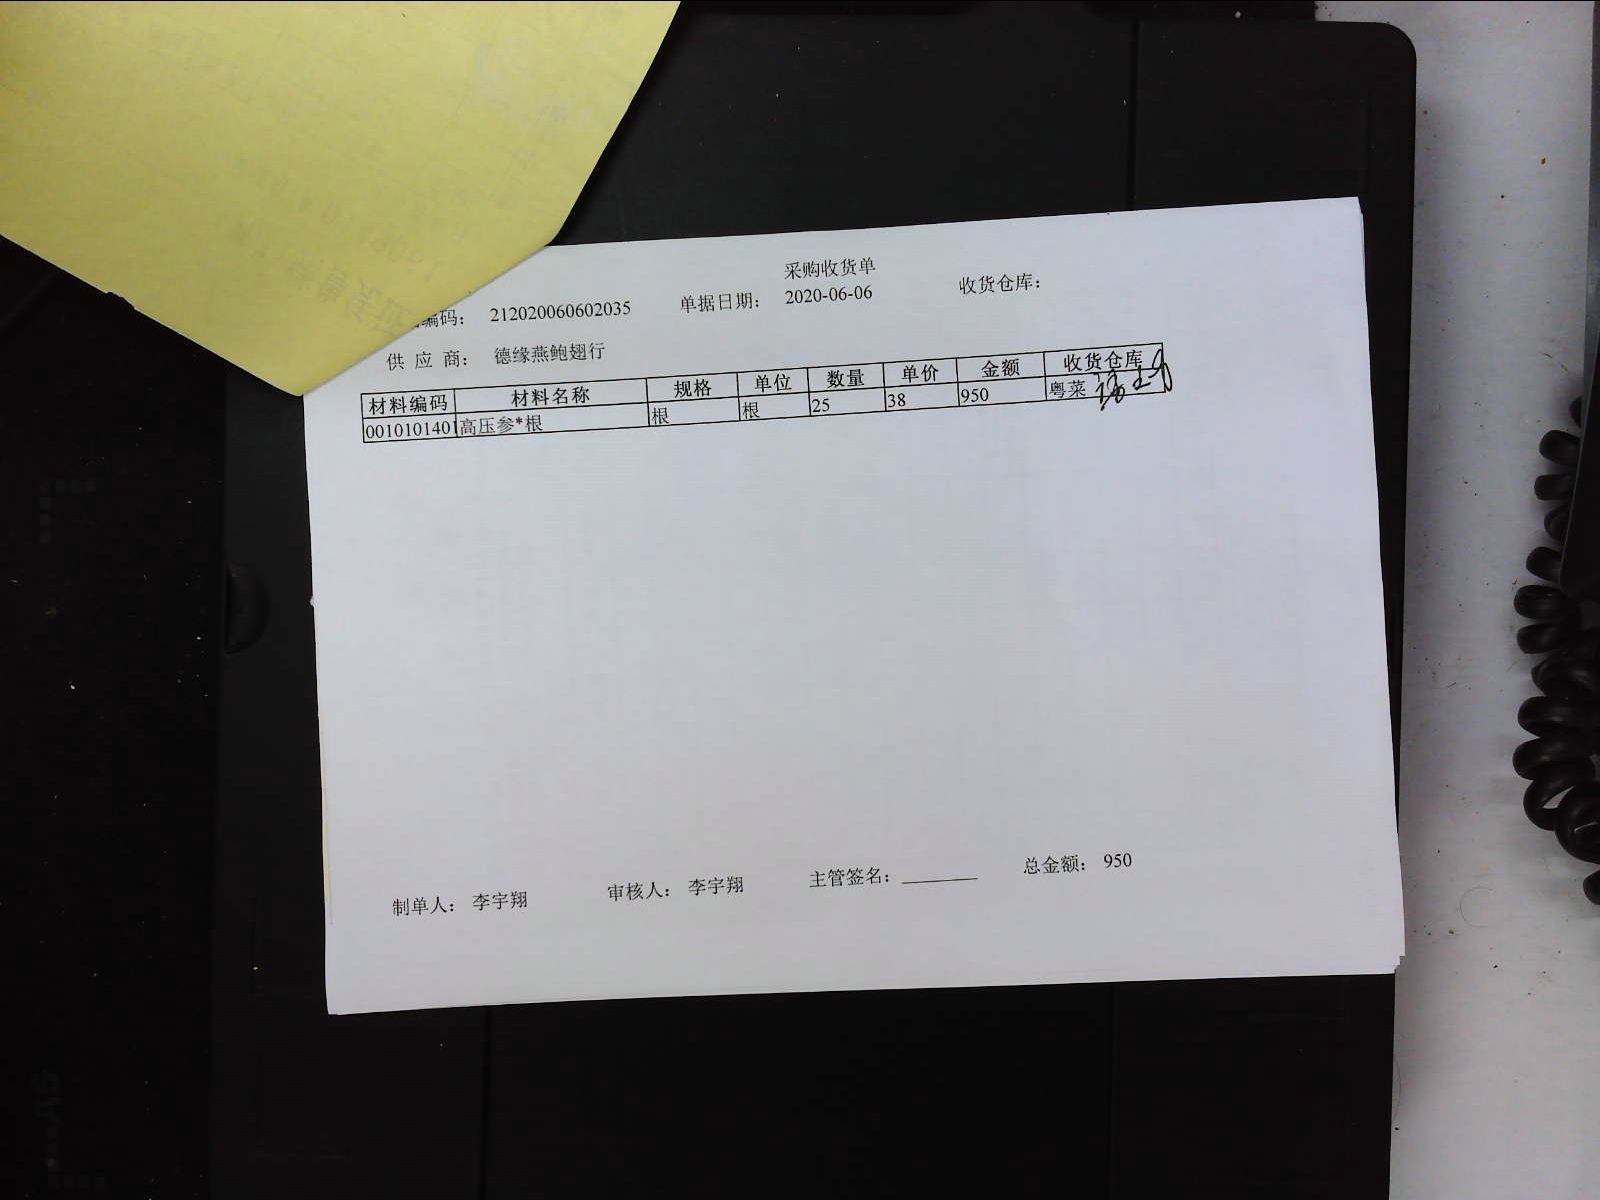 采购收货单
编码： 212020060602035 单据日期： 2020-06-06 收货仓库：
供 应 商： 德缘燕鲍翅行
材料编码 材料名称 规格 单位 数量 单价 金额 收货仓库
0010101401 高压参*根 根 根 25 38 950 粤菜
制单人： 李宇翔 审核人： 李宇翔 主管签名： 总金额： 950